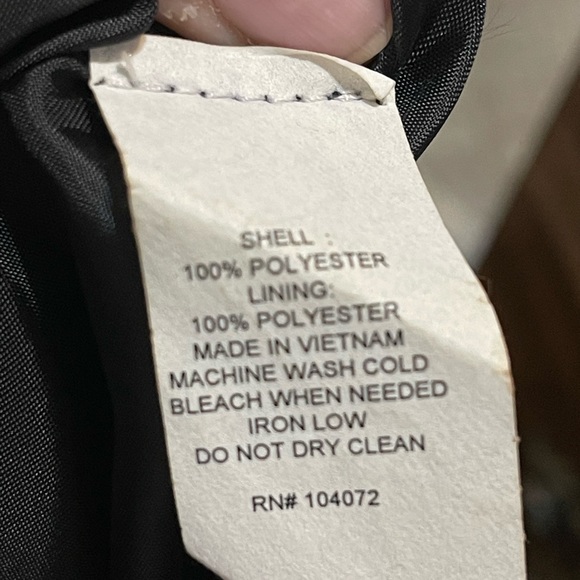 SHELL :
100% POLYESTER
LINING:
100% POLYESTER
MADE IN VIETNAM
MACHINE WASH COLD
BLEACH WHEN NEEDED
IRON LOW
DO NOT DRY CLEAN
RN# 104072